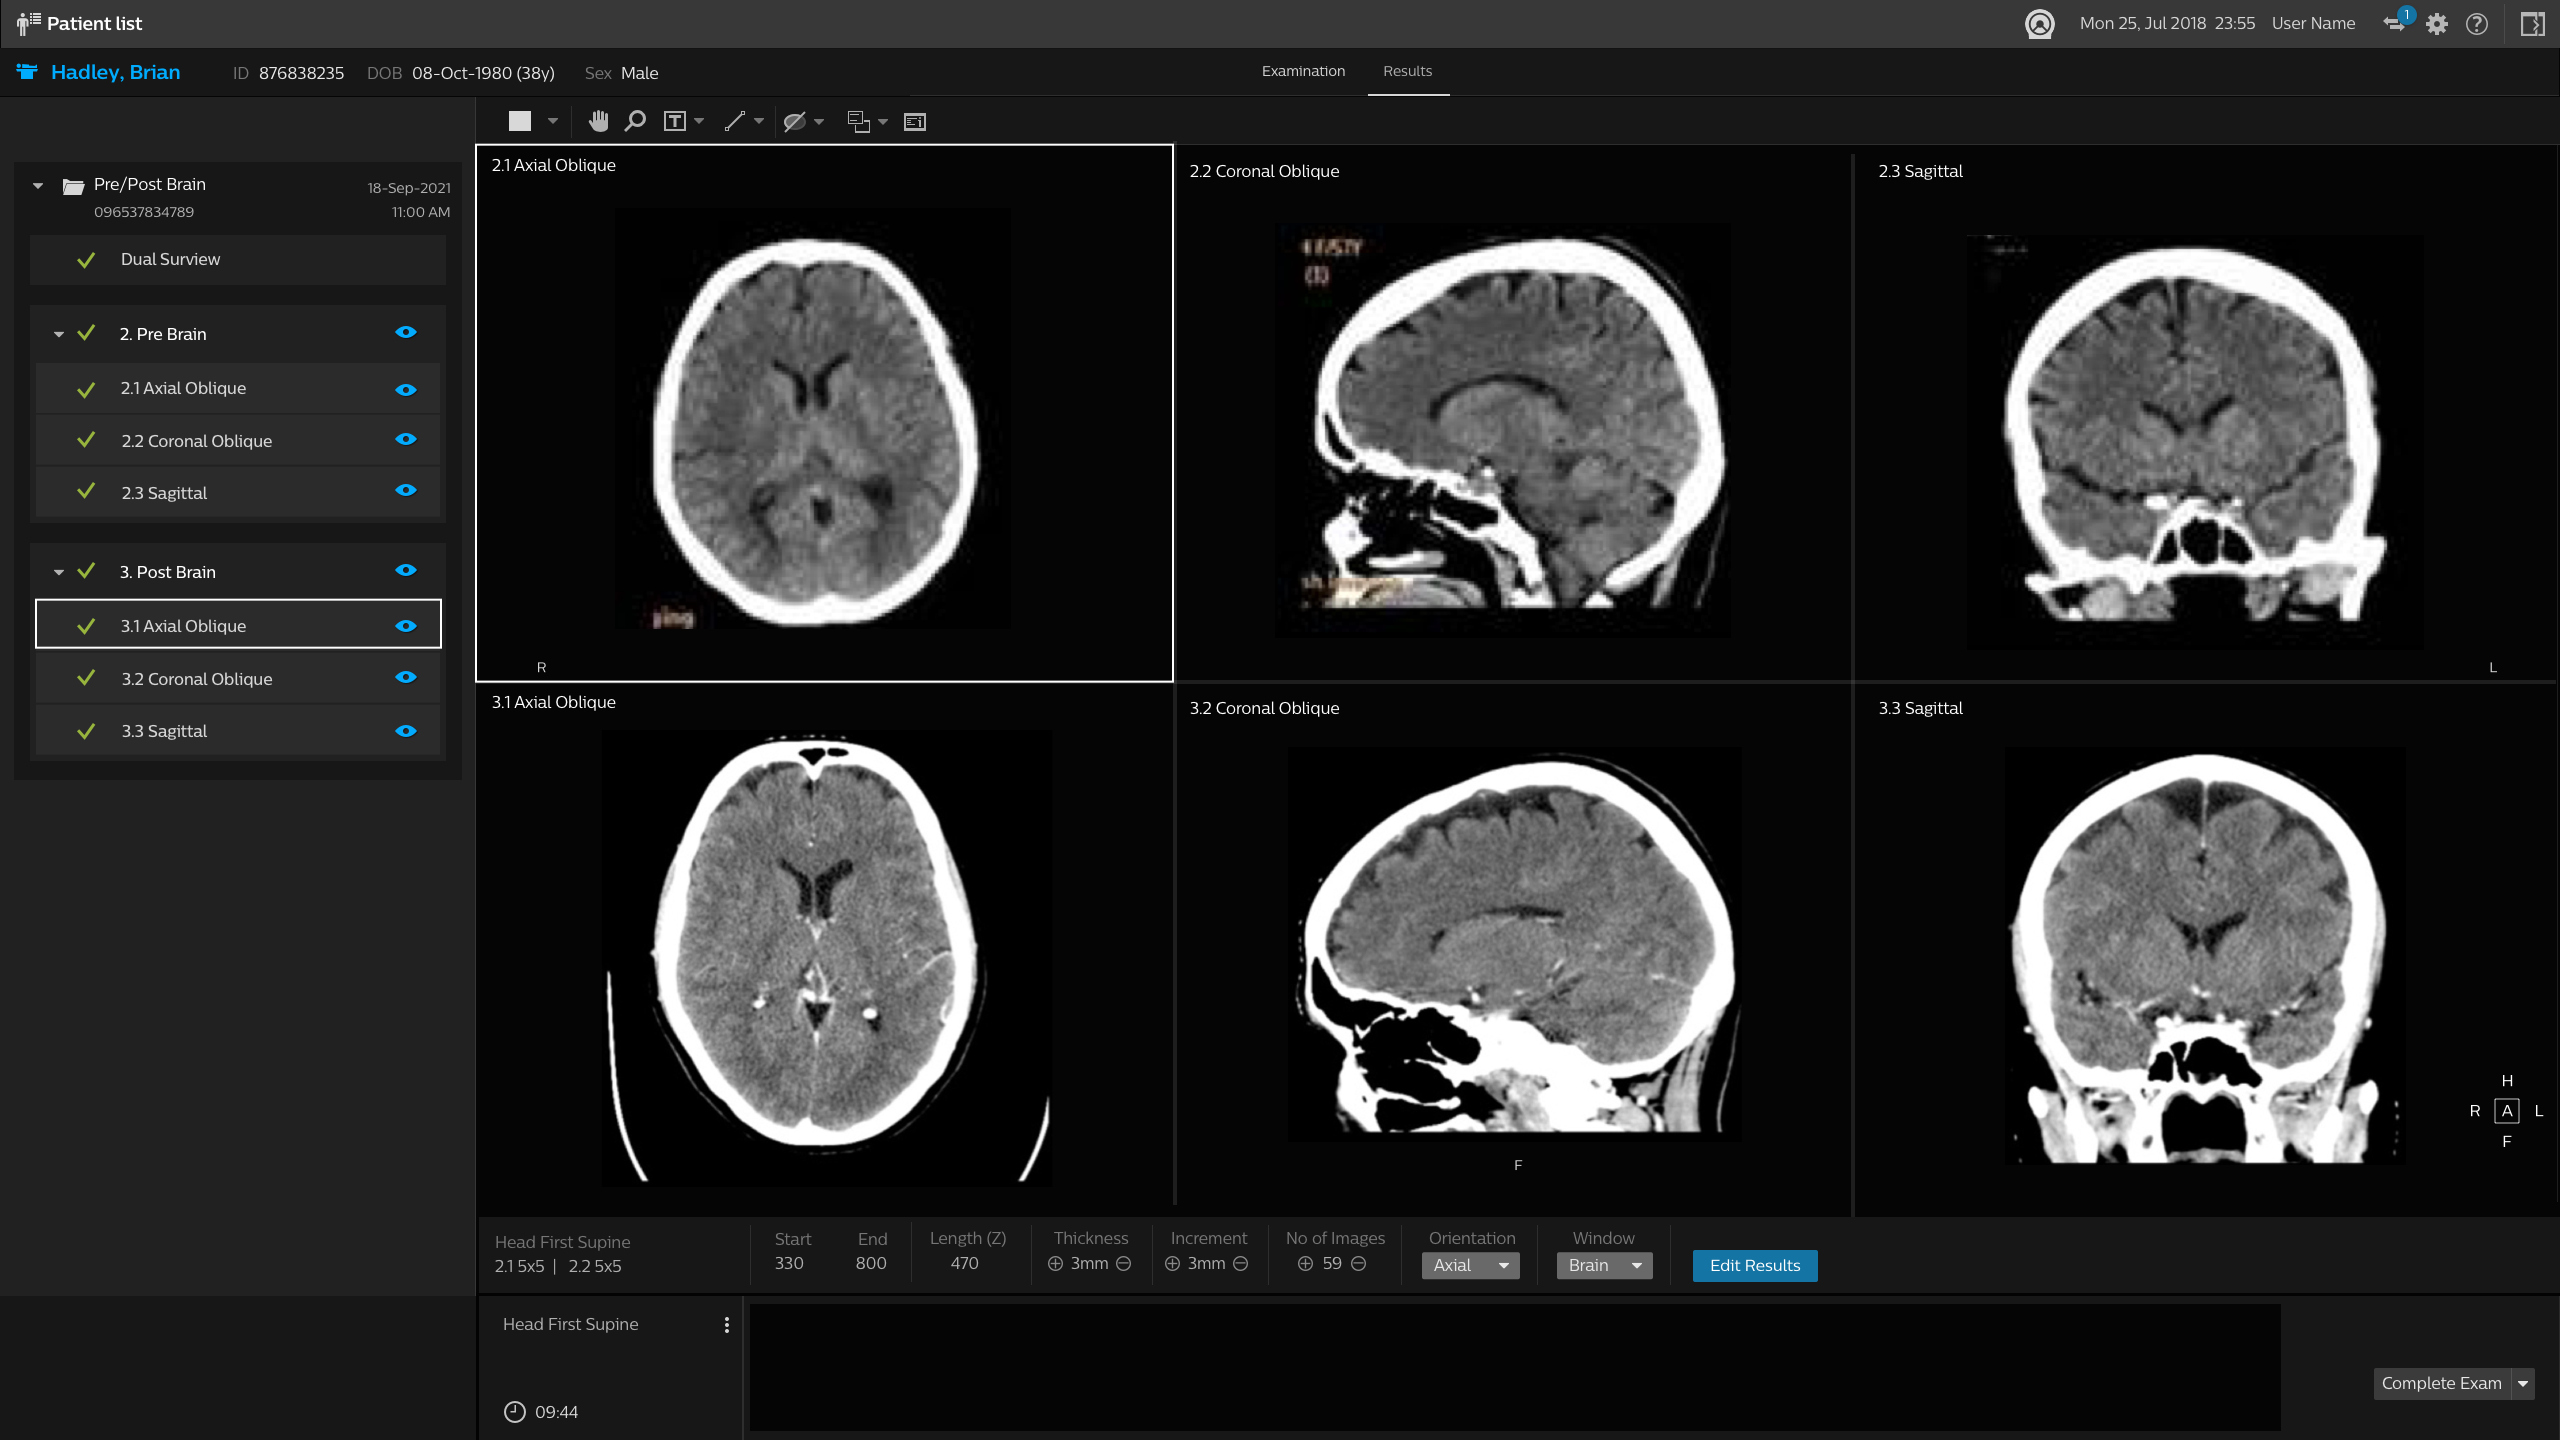 Patient list
Mon 25, Jul 2018 23:55 User Name 1
Hadley, Brian ID 876838235 DOB 08-Oct-1980 (38y) Sex Male
Examination Results
Pre/Post Brain 18-Sep-2021
096537834789 11:00 AM
Dual Surview
2. Pre Brain
2.1 Axial Oblique
2.2 Coronal Oblique
2.3 Sagittal
3. Post Brain
3.1 Axial Oblique
3.2 Coronal Oblique
3.3 Sagittal
T
2.1 Axial Oblique
R
2.2 Coronal Oblique
2.3 Sagittal
L
3.1 Axial Oblique
3.2 Coronal Oblique
F
3.3 Sagittal
H
R A L
F
Head First Supine
2.1 5x5 | 2.2 5x5
Start End Length (Z) Thickness Increment No of Images Orientation Window
330 800 470 3mm 3mm 59 Axial Brain Edit Results
Head First Supine
09:44
Complete Exam